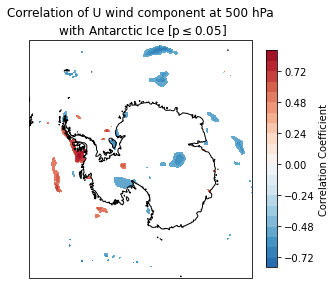 Correlation of U wind component at 500 hPa
with Antarctic Ice [p ≤ 0.05]
0.72
0.48
0.24
0.00
−0.24
−0.48
−0.72
Correlation Coefficient